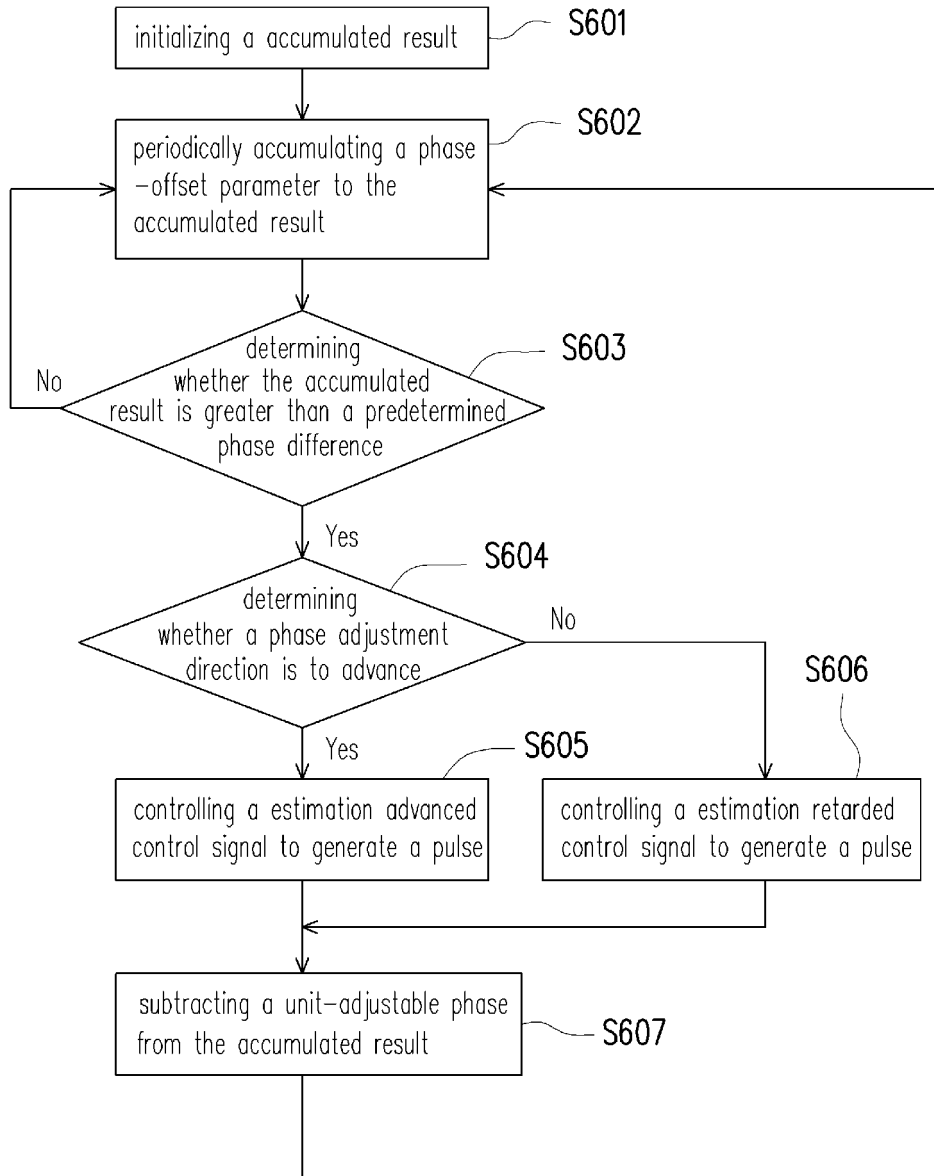 initializing a accumulated result
S601
S602
periodically accumulating a phase
-offset parameter to the
accumulated result
S603
determining
whether the accumulated
result is greater than a predetermined
phase difference
No
Yes
S604
determining
whether a phase adjustment
direction is to advance
No
S606
Yes
S605
controlling a estimation advanced
control signal to generate a pulse
controlling a estimation retarded
control signal to generate a pulse
subtracting a unit-adjustable phase
from the accumulated result
S607